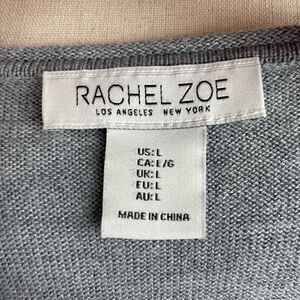 RACHEL ZOE
LOS ANGELES NEW YORK
US: L
CA: L/G
UK: L
EU: L
AU: L
MADE IN CHINA